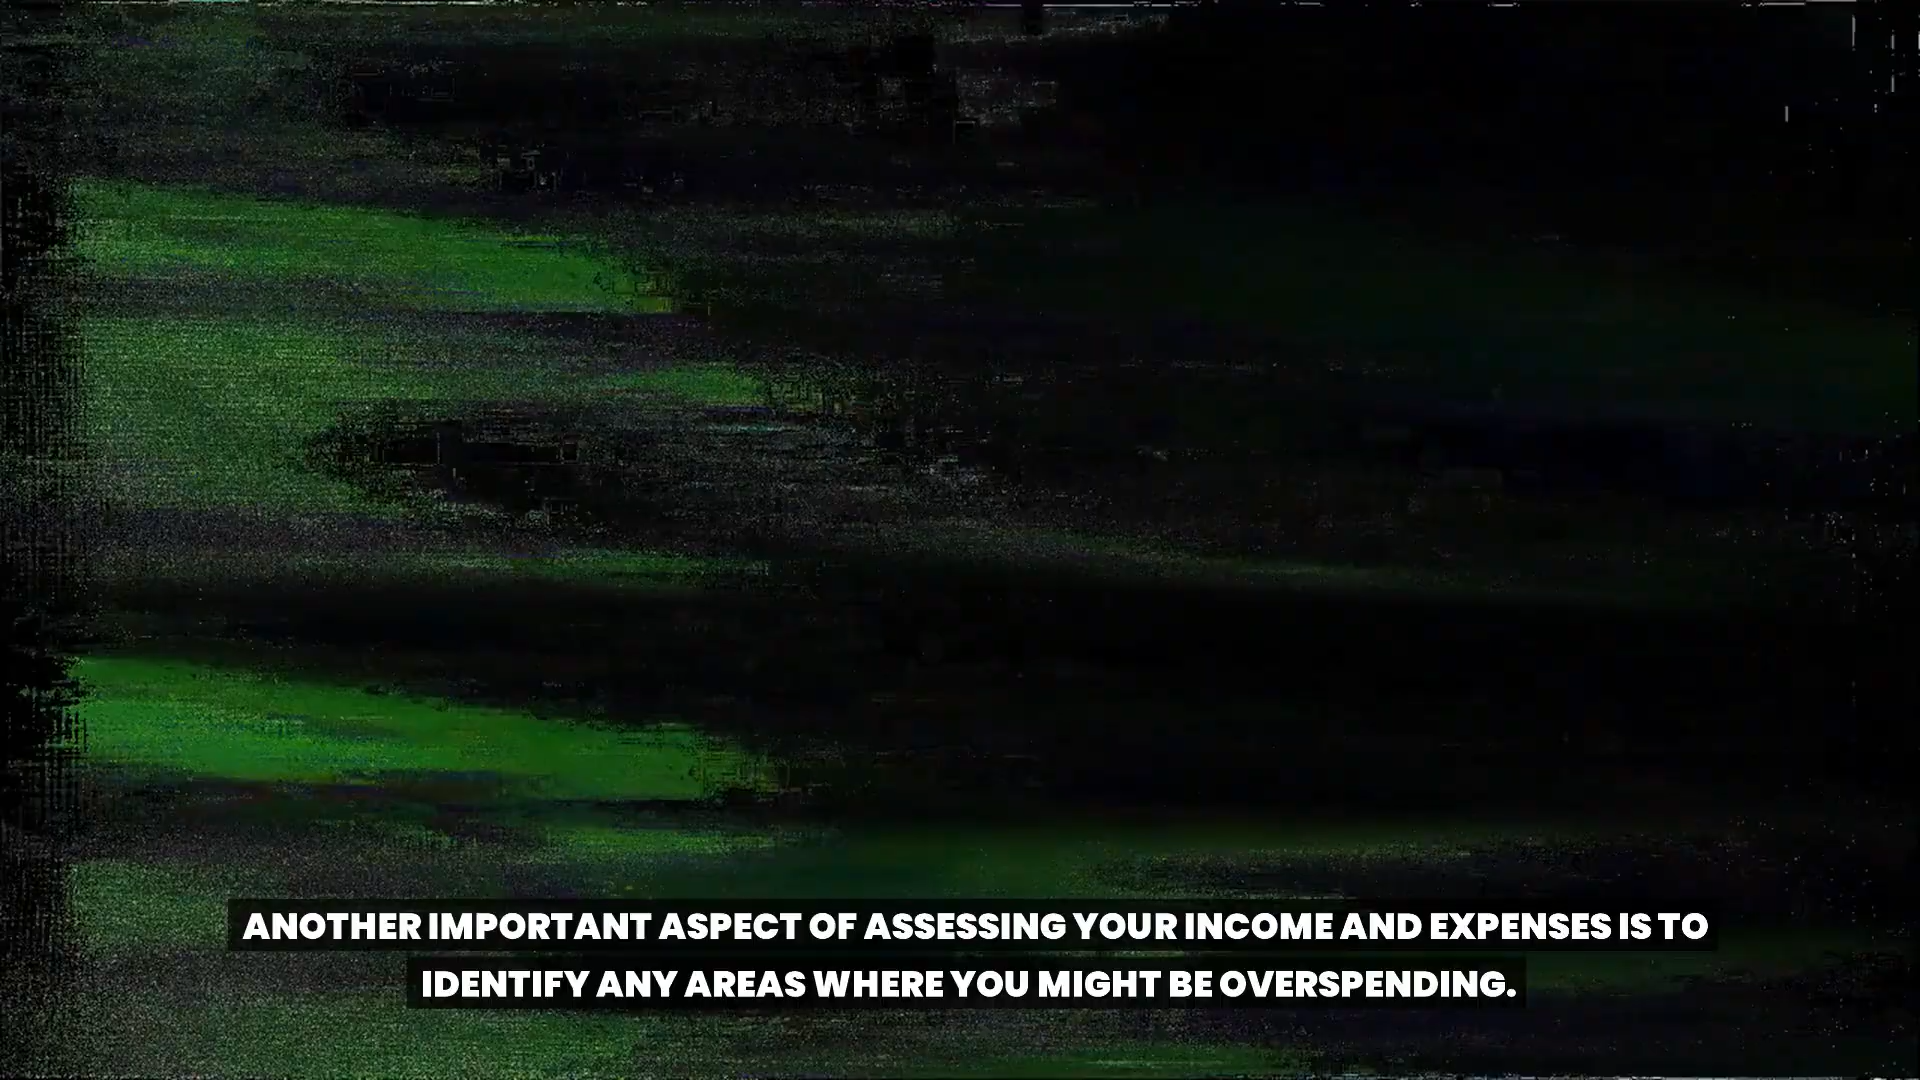 ANOTHER IMPORTANT ASPECT OF ASSESSING YOUR INCOME AND EXPENSES IS TO
IDENTIFY ANY AREAS WHERE YOU MIGHT BE OVERSPENDING.